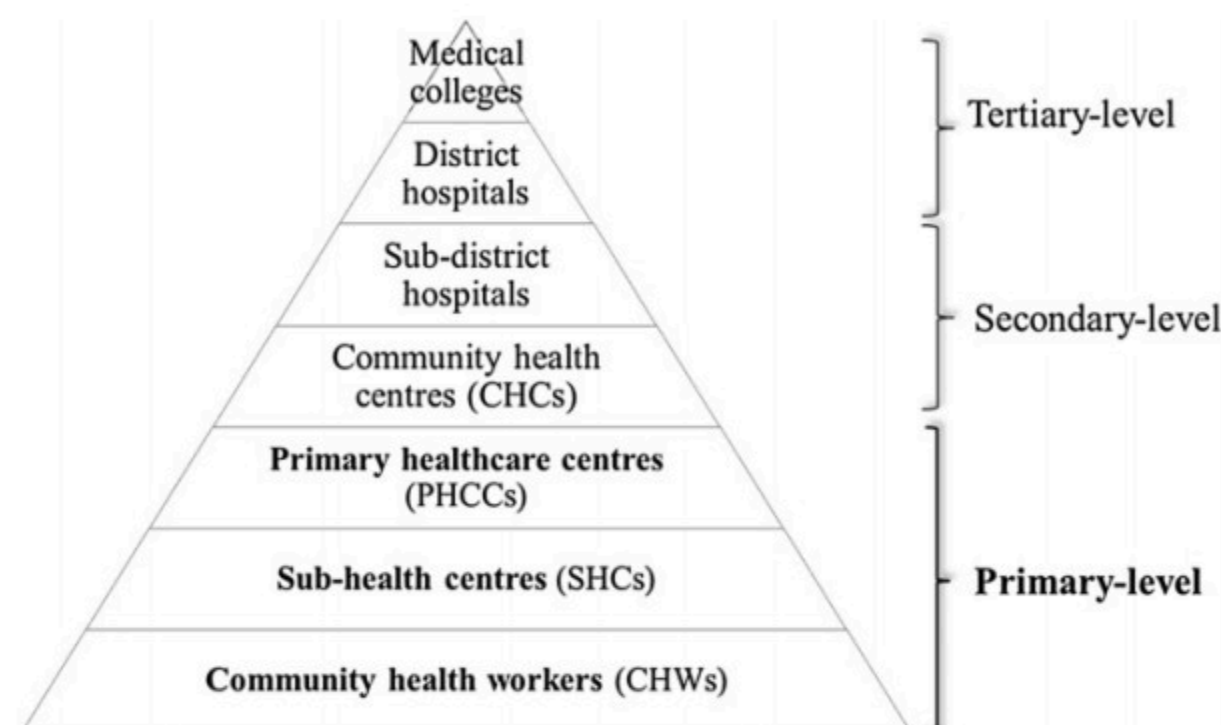 Medical
colleges
District
hospitals
Sub-district
hospitals
Community health
centres (CHCs)
Primary healthcare centres
(PHCCs)
Sub-health centres (SHCs)
Community health workers (CHWs)
Tertiary-level
Secondary-level
Primary-level